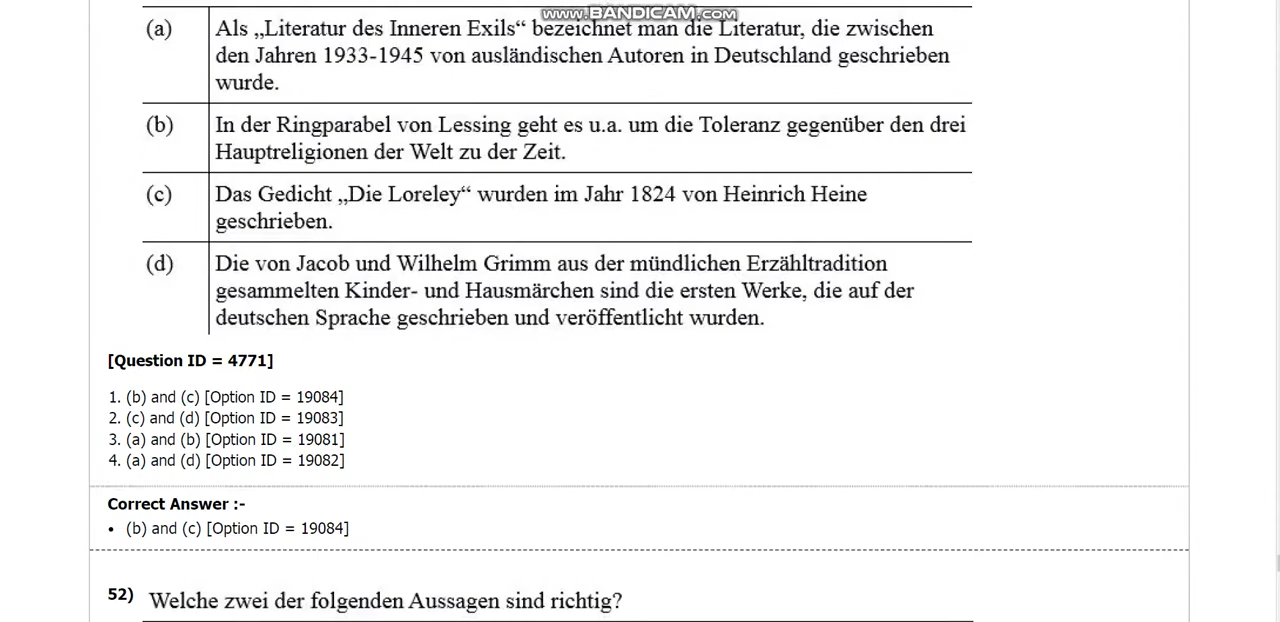 www.BANDICAM.com
(a) Als „Literatur des Inneren Exils“ bezeichnet man die Literatur, die zwischen
den Jahren 1933-1945 von ausländischen Autoren in Deutschland geschrieben
wurde.
(b) In der Ringparabel von Lessing geht es u.a. um die Toleranz gegenüber den drei
Hauptreligionen der Welt zu der Zeit.
(c) Das Gedicht „Die Loreley“ wurden im Jahr 1824 von Heinrich Heine
geschrieben.
(d) Die von Jacob und Wilhelm Grimm aus der mündlichen Erzähltradition
gesammelten Kinder- und Hausmärchen sind die ersten Werke, die auf der
deutschen Sprache geschrieben und veröffentlicht wurden.
[Question ID = 4771]
1. (b) and (c) [Option ID = 19084]
2. (c) and (d) [Option ID = 19083]
3. (a) and (b) [Option ID = 19081]
4. (a) and (d) [Option ID = 19082]
Correct Answer :-
• (b) and (c) [Option ID = 19084]
52) Welche zwei der folgenden Aussagen sind richtig?